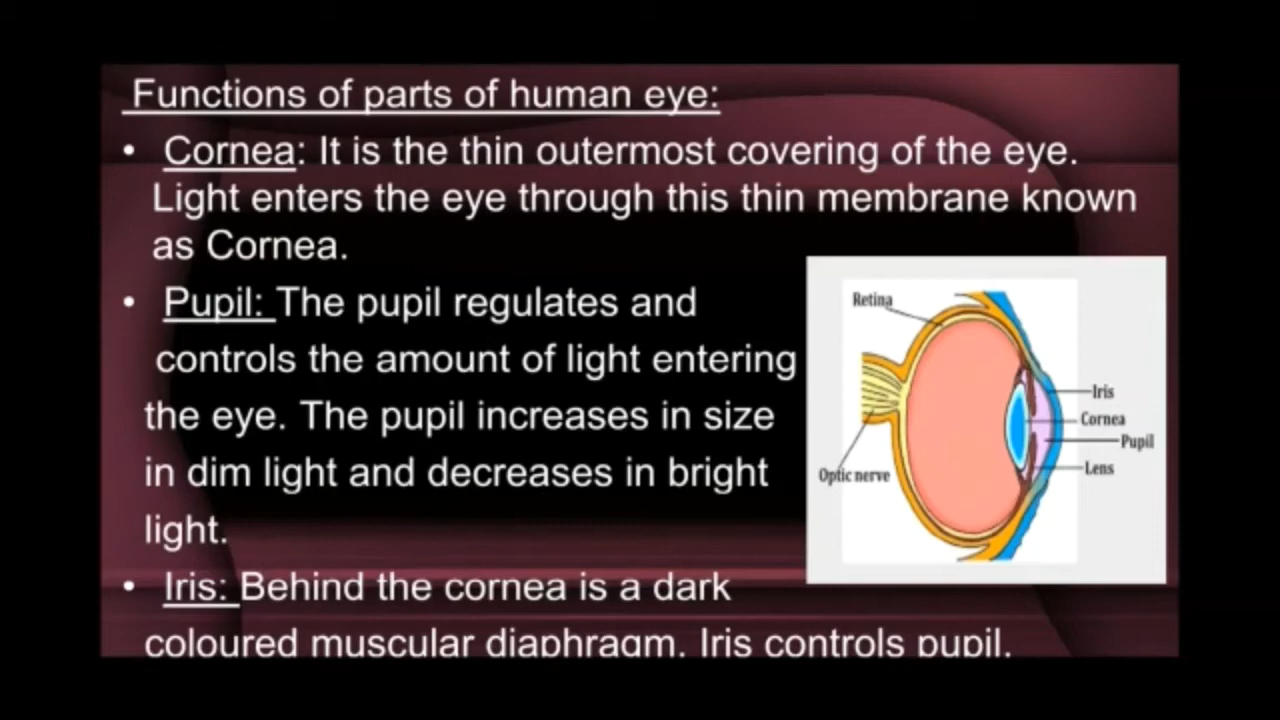 Functions of parts of human eye:
• Cornea: It is the thin outermost covering of the eye.
Light enters the eye through this thin membrane known
as Cornea.
• Pupil: The pupil regulates and
controls the amount of light entering
the eye. The pupil increases in size
in dim light and decreases in bright
light.
• Iris: Behind the cornea is a dark
coloured muscular diaphragm. Iris controls pupil.
Retina
Iris
Cornea
Pupil
Lens
Optic nerve